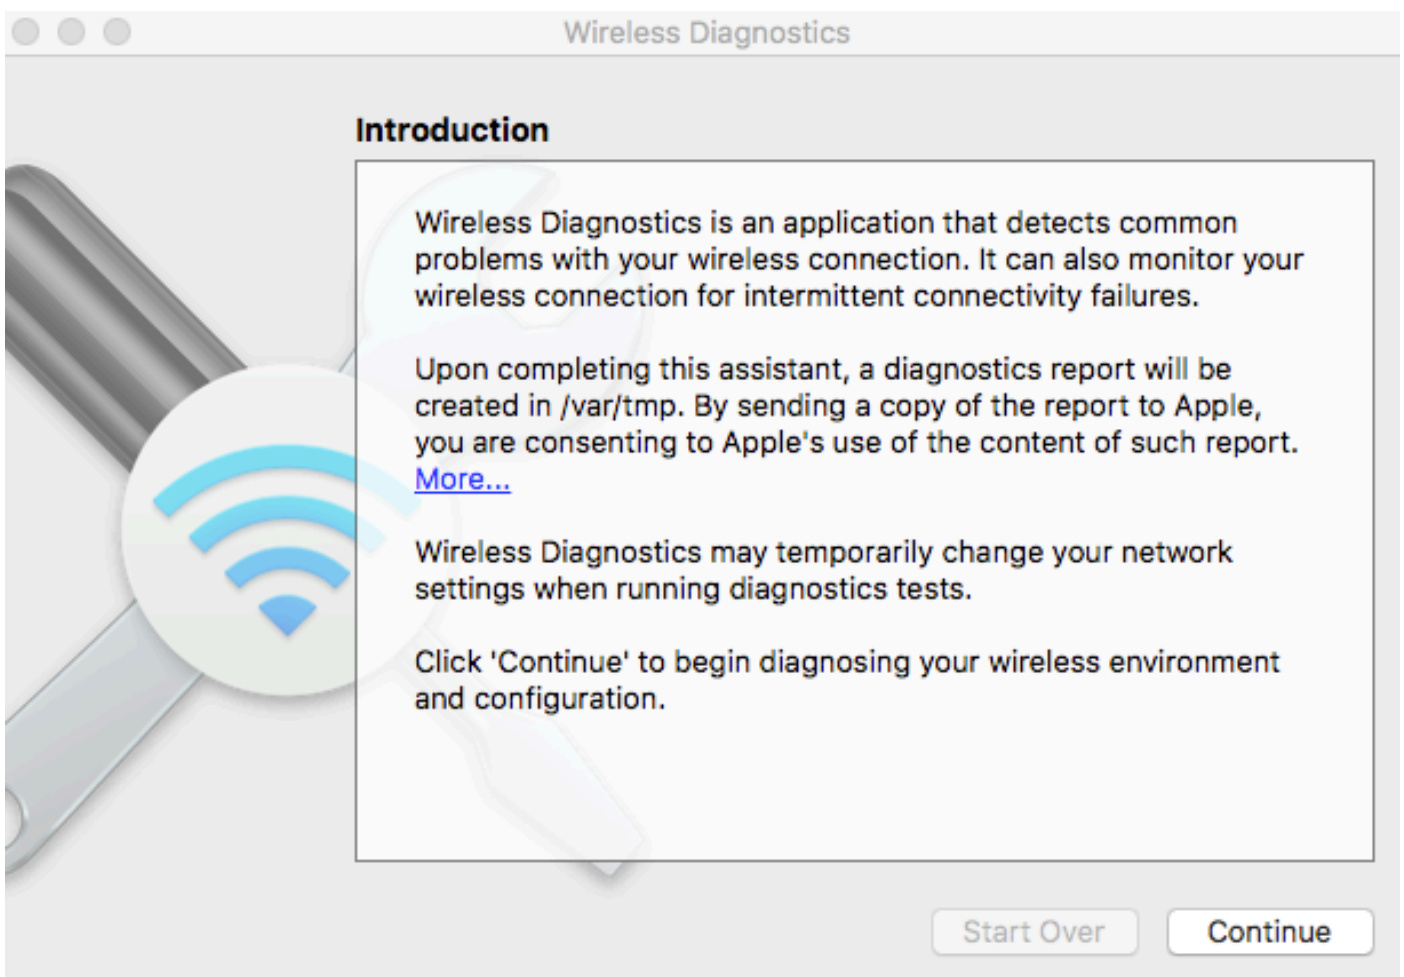 Wireless Diagnostics
Introduction
Wireless Diagnostics is an application that detects common
problems with your wireless connection. It can also monitor your
wireless connection for intermittent connectivity failures.
Upon completing this assistant, a diagnostics report will be
created in /var/tmp. By sending a copy of the report to Apple,
you are consenting to Apple's use of the content of such report.
More...
Wireless Diagnostics may temporarily change your network
settings when running diagnostics tests.
Click 'Continue' to begin diagnosing your wireless environment
and configuration.
Start Over Continue